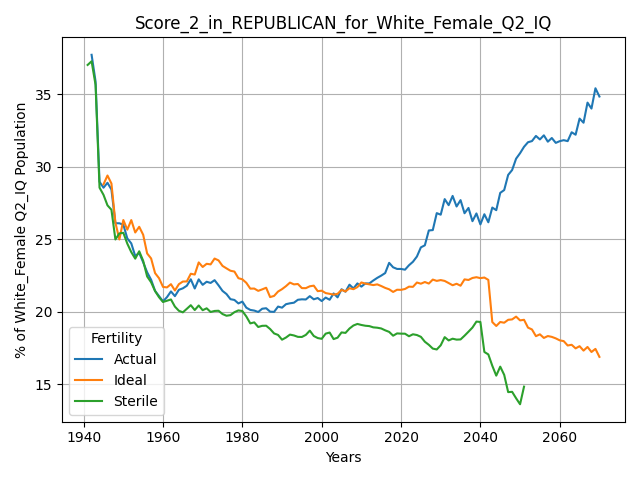 Score_2_in_REPUBLICAN_for_White_Female_Q2_IQ
% of White_Female Q2_IQ Population
35
30
25
20
15
Fertility
Actual
Ideal
Sterile
1940 1960 1980 2000 2020 2040 2060
Years